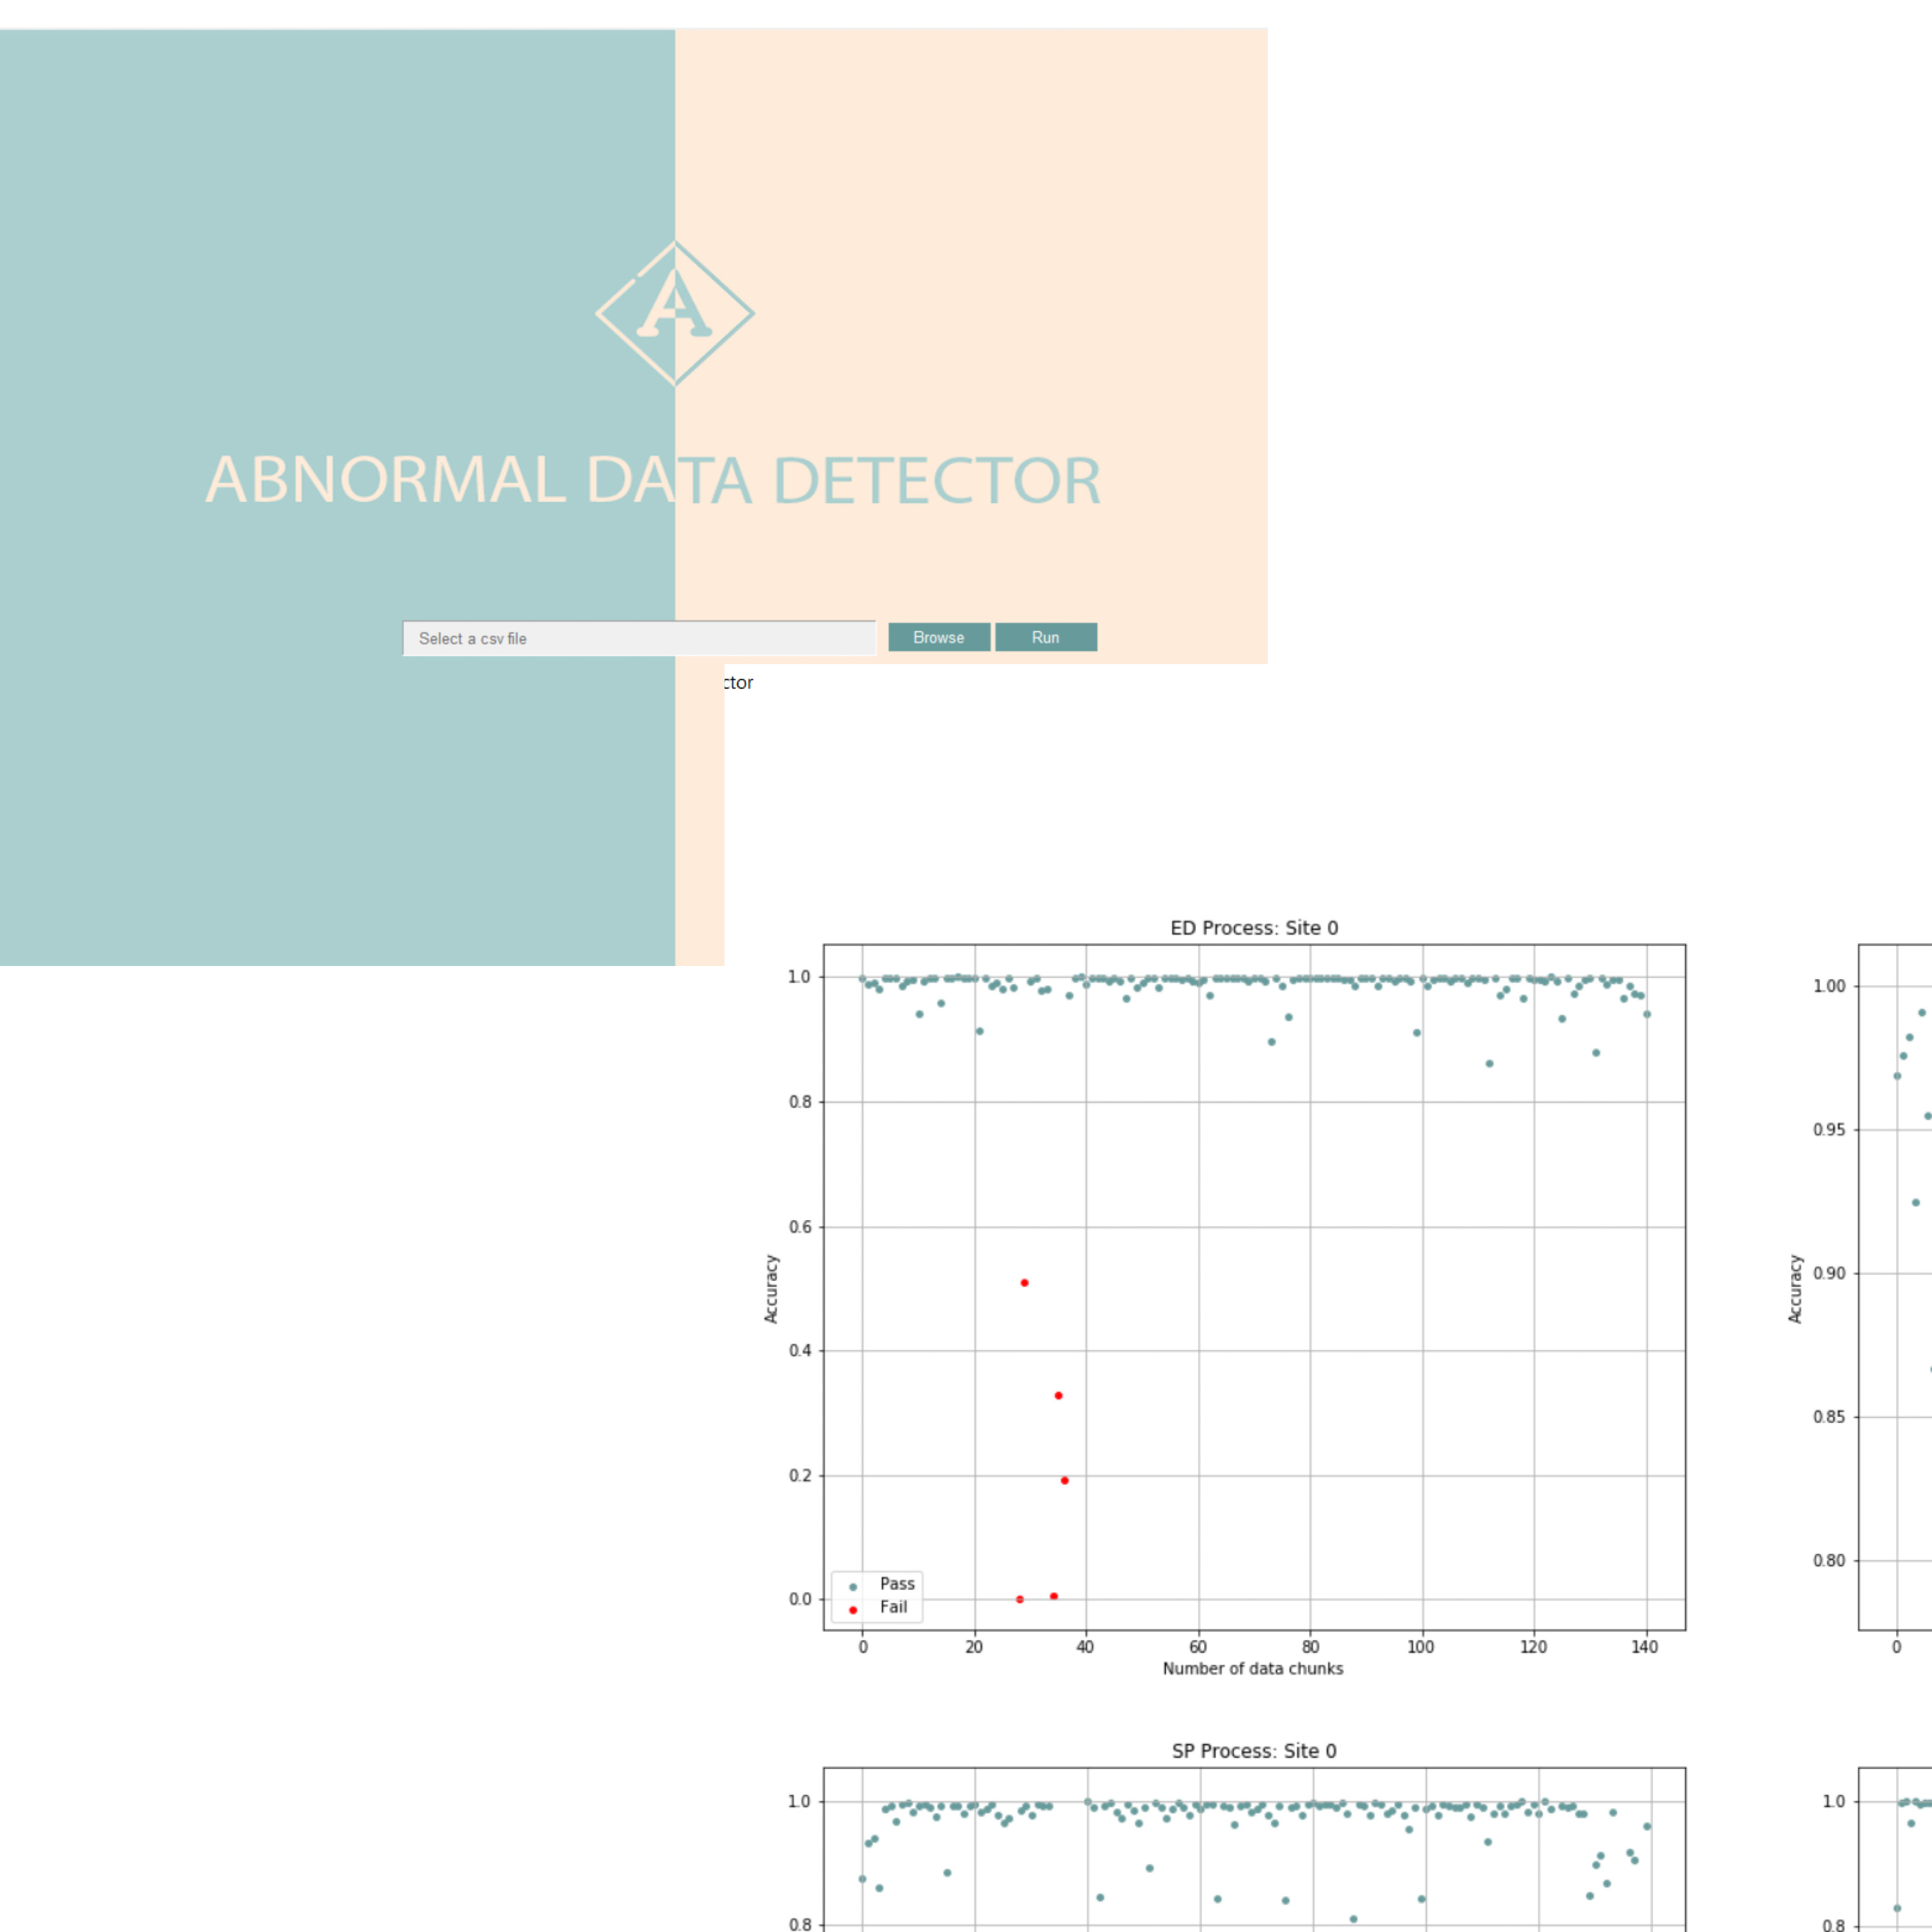 A
ABNORMAL DATA DETECTOR
Select a csv file
Browse
Run
ctor
ED Process: Site 0
1.0
0.8
0.6
0.4
0.2
0.0
Accuracy
Pass
Fail
0 20 40 60 80 100 120 140
Number of data chunks
1.00
0.95
0.90
0.85
0.80
Accuracy
0
SP Process: Site 0
1.0
0.8
1.0
0.8